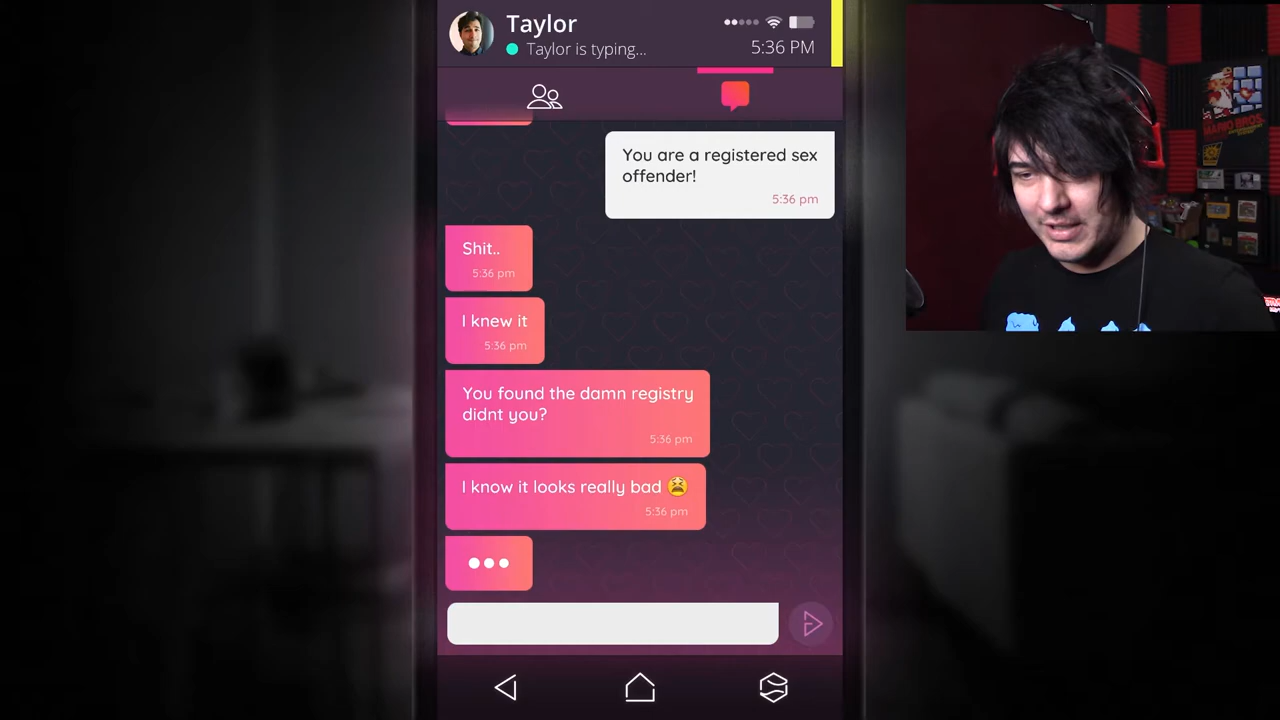 Taylor
Taylor is typing...
5:36 PM
You are a registered sex
offender!
5:36 pm
Shit..
5:36 pm
I knew it
5:36 pm
You found the damn registry
didnt you?
5:36 pm
I know it looks really bad 😫
5:36 pm
MARIO BROS.